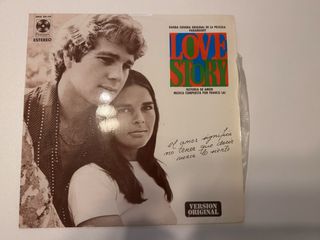 BANDA SONORA ORIGINAL DE LA PELICULA
PARAMOUNT
ESTEREO
LOVE
STORY
HISTORIA DE AMOR
MUSICA COMPUESTA POR FRANCIS LAI
el amor significa
no tener que decir
nunca lo siento
VERSION
ORIGINAL